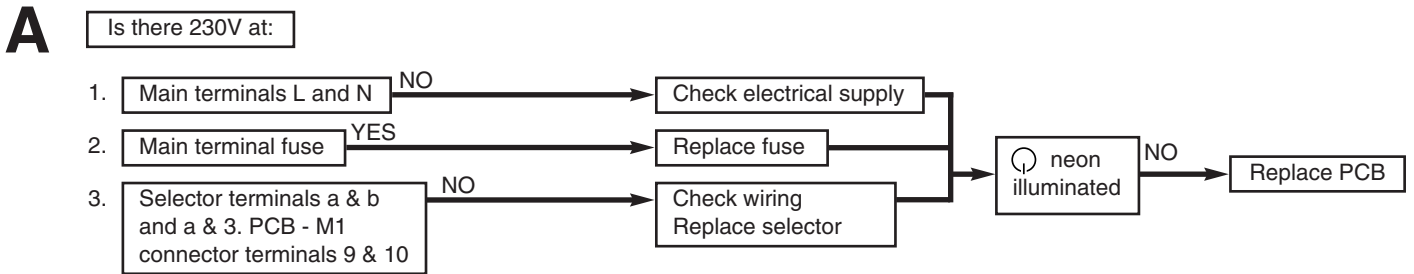 A
Is there 230V at:
1. Main terminals L and N
NO
Check electrical supply
2. Main terminal fuse
YES
Replace fuse
neon
illuminated
NO
Replace PCB
3. Selector terminals a & b
and a & 3. PCB - M1
connector terminals 9 & 10
NO
Check wiring
Replace selector